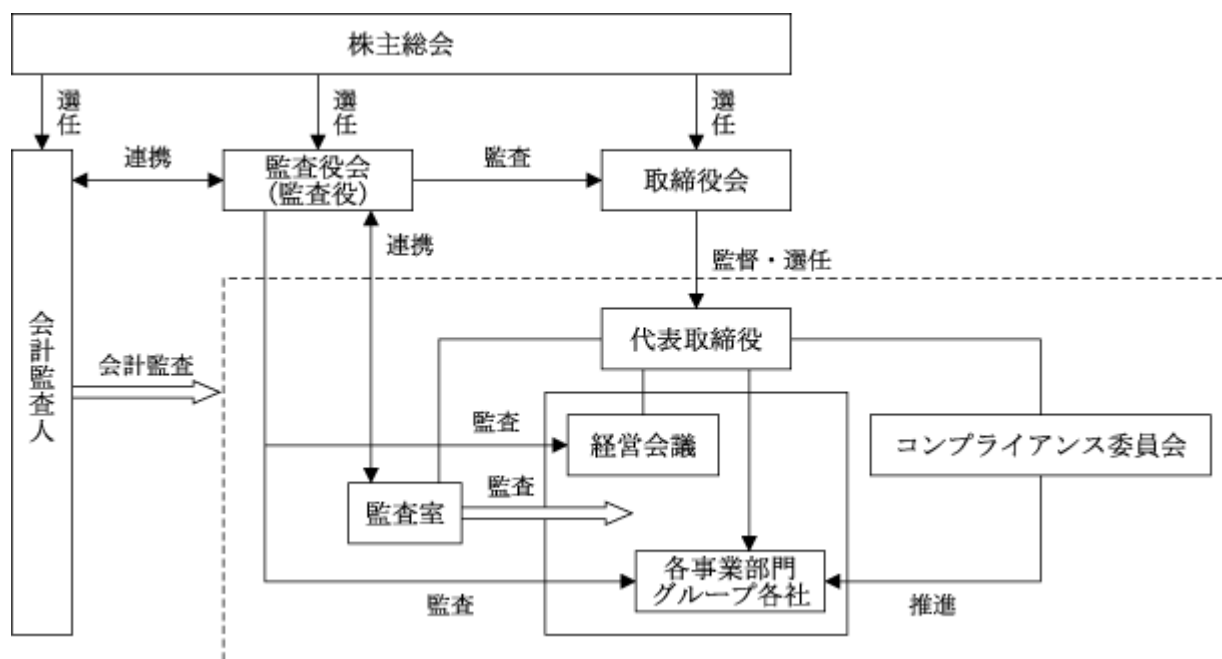 株主総会
選任
選任
選任
連携
監査役会
(監査役)
監査
取締役会
連携
監督・選任
会計監査人
会計監査
代表取締役
監査
経営会議
コンプライアンス委員会
監査室
監査
各事業部門
グループ各社
監査
推進